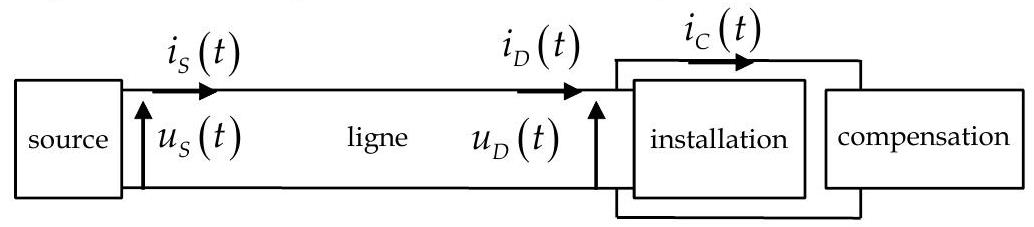 i_S(t) i_D(t) i_C(t)
source u_S(t) ligne u_D(t) installation compensation